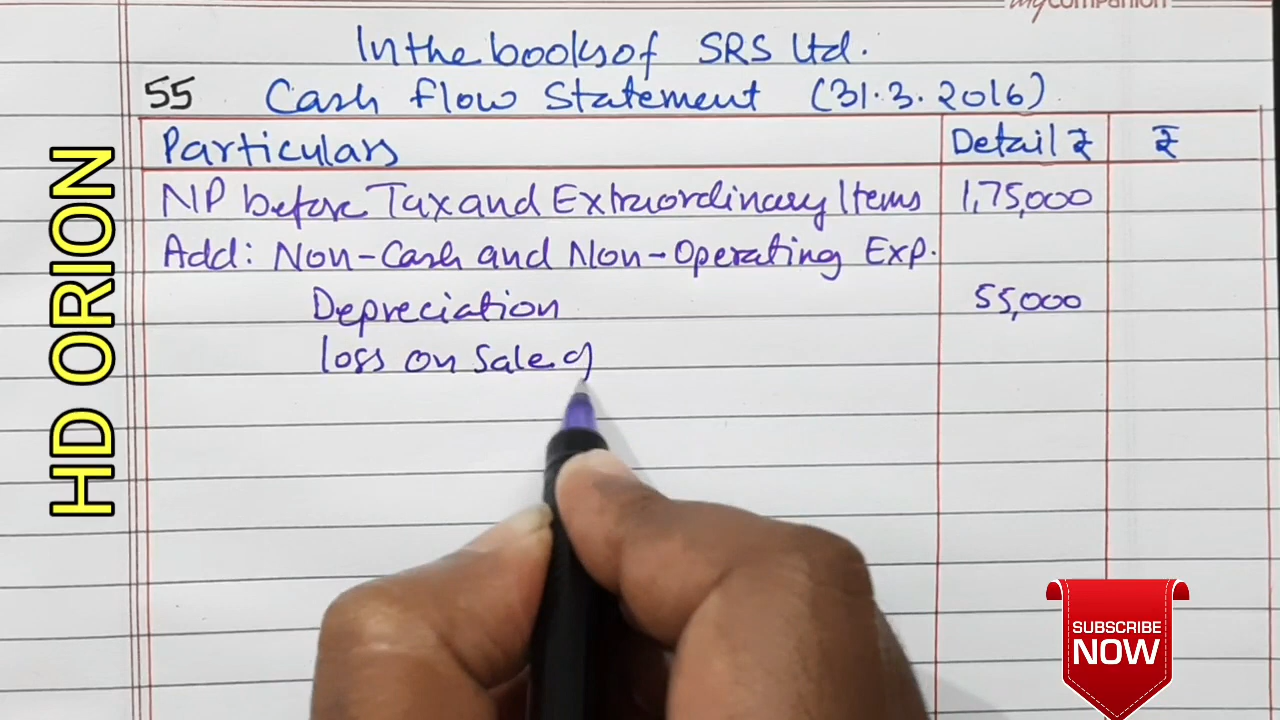 my companion
In the books of SRS Ltd.
55 Cash flow Statement (31.3.2016)
Particulars Detail ₹ ₹
NP before Tax and Extraordinary Items 1,75,000
Add: Non-Cash and Non-Operating Exp.
Depreciation 55,000
loss on Sale of
HD ORION
SUBSCRIBE
NOW